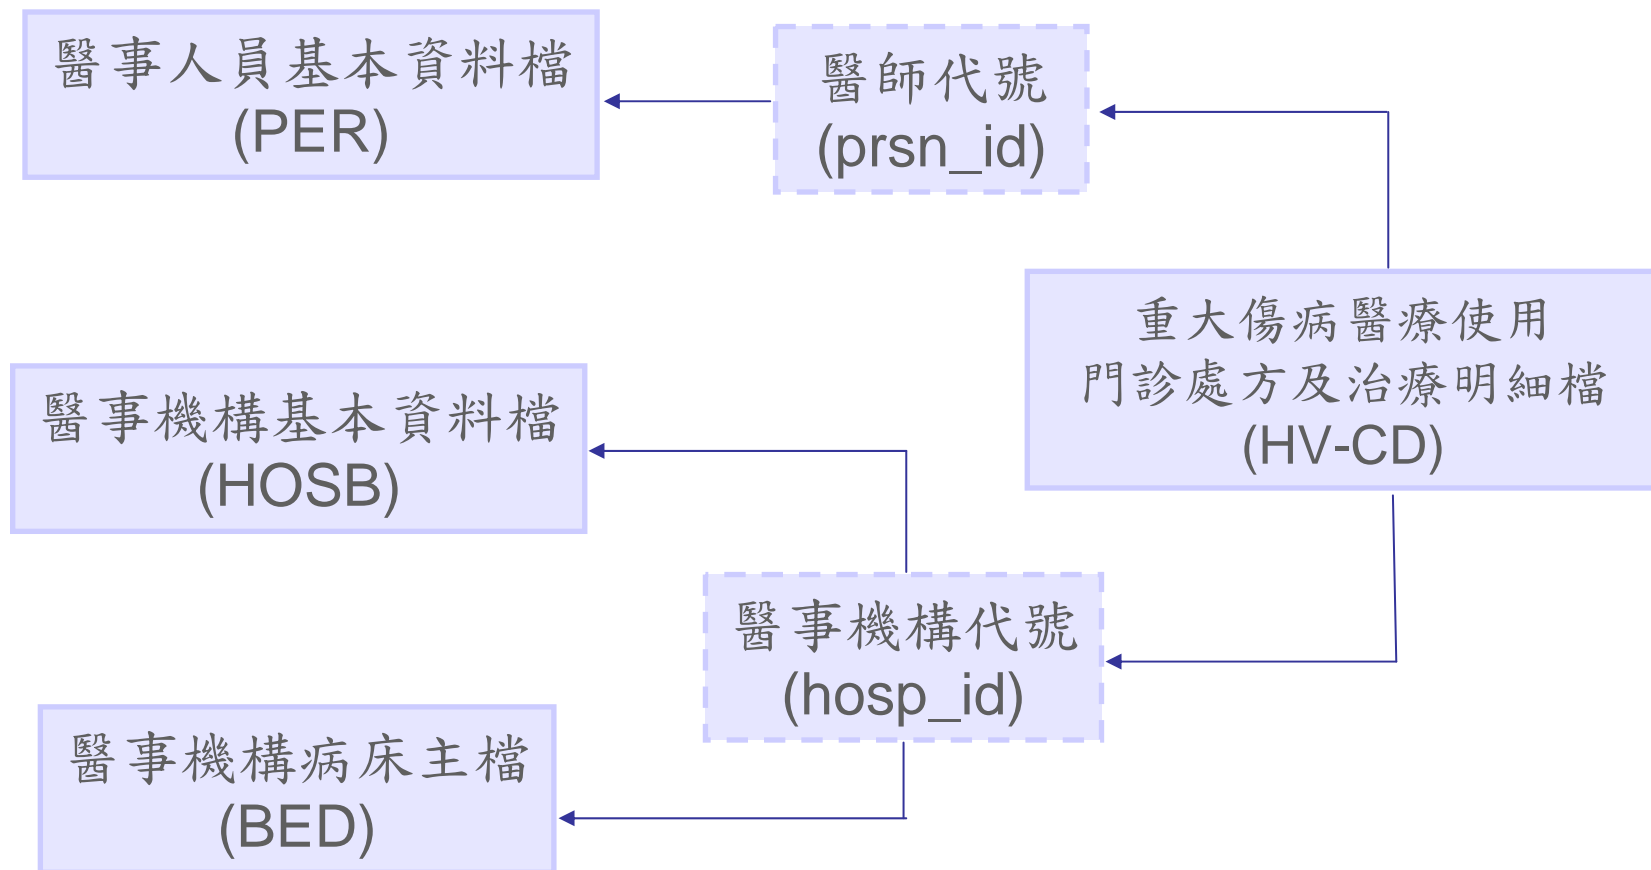 醫事人員基本資料檔
(PER)
醫師代號
(prsn_id)
重大傷病醫療使用
門診處方及治療明細檔
(HV-CD)
醫事機構基本資料檔
(HOSB)
醫事機構代號
(hosp_id)
醫事機構病床主檔
(BED)